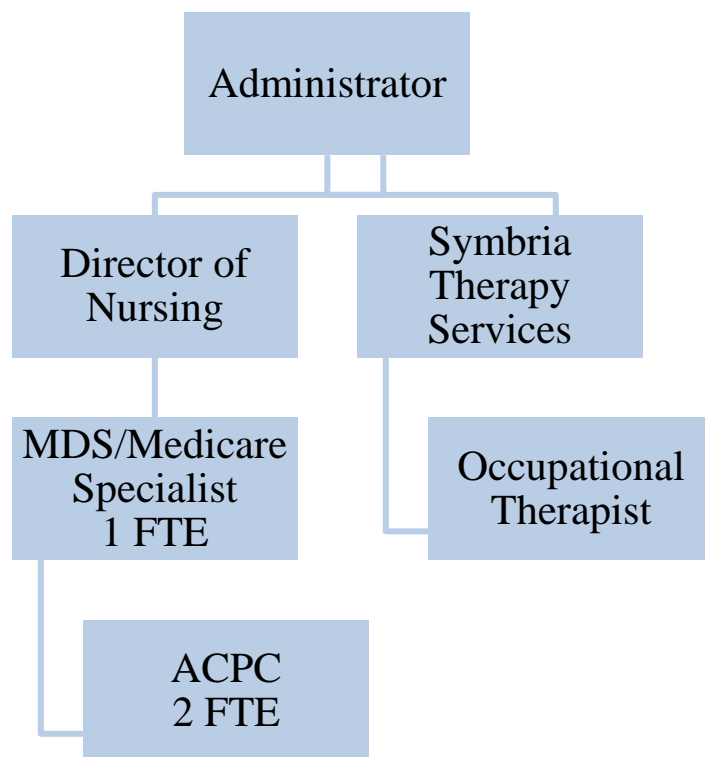 Administrator
Director of
Nursing
Symbria
Therapy
Services
MDS/Medicare
Specialist
1 FTE
Occupational
Therapist
ACPC
2 FTE